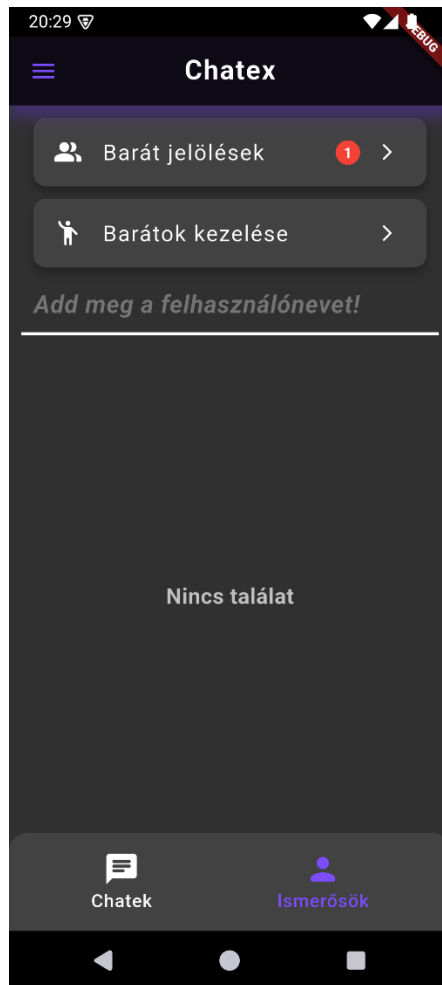 20:29
DEBUG
Chatex
Barát jelölések 1
Barátok kezelése
Add meg a felhasználónevet!
Nincs találat
Chatek
Ismerősök